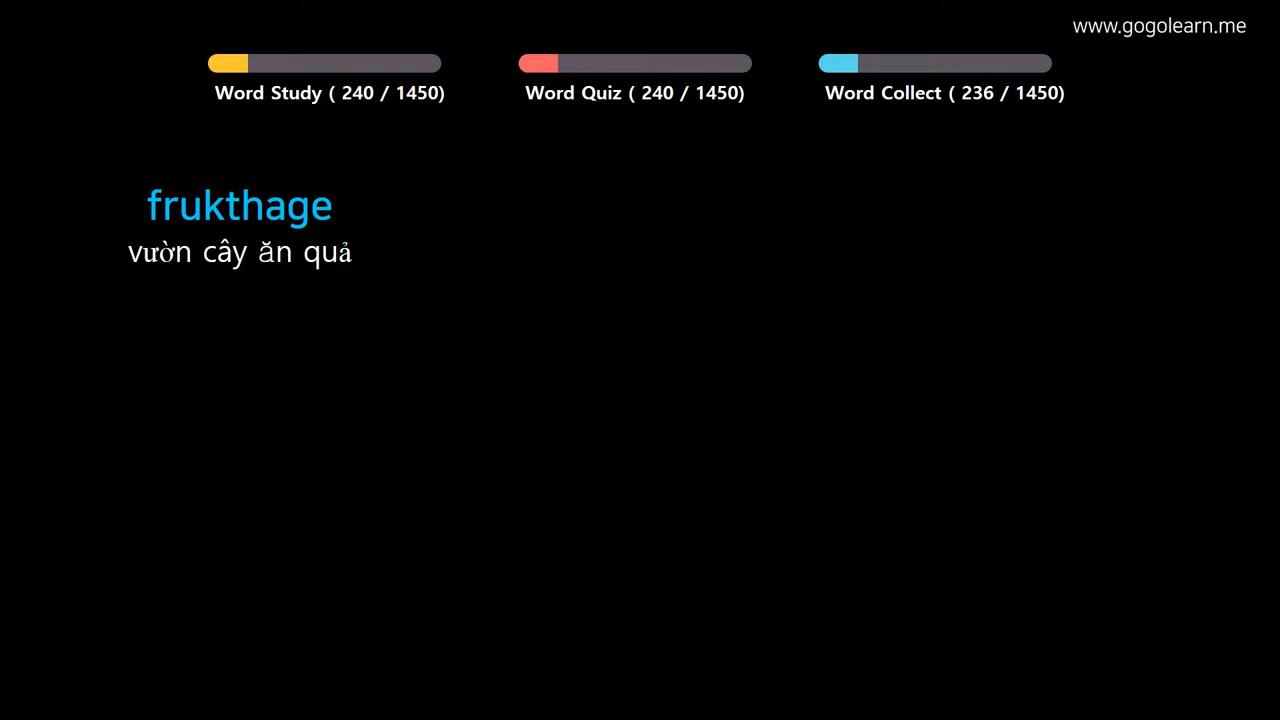 www.gogolearn.me
Word Study ( 240 / 1450)
Word Quiz ( 240 / 1450)
Word Collect ( 236 / 1450)
frukthage
vườn cây ăn quả